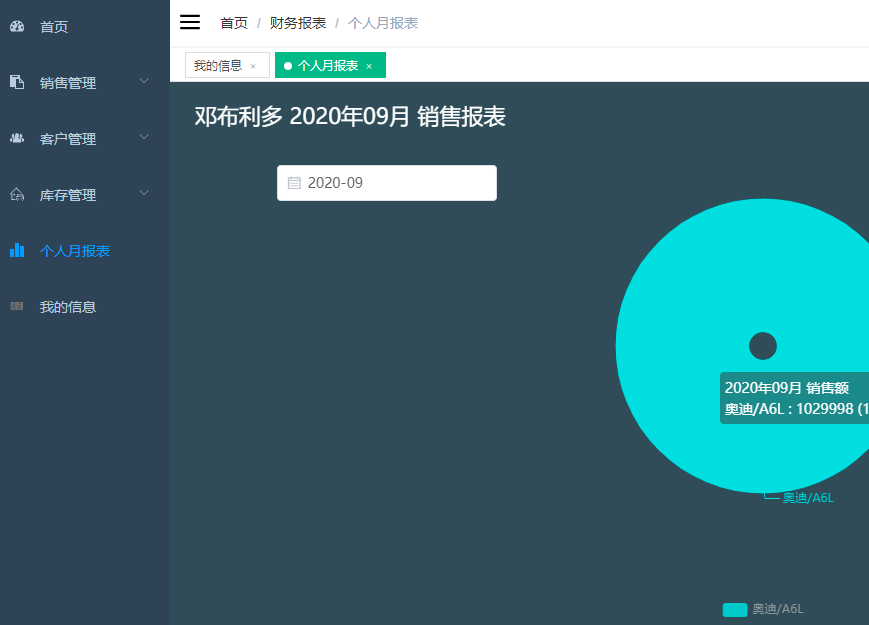 首页
销售管理
客户管理
库存管理
个人月报表
我的信息
首页 / 财务报表 / 个人月报表
我的信息 × 个人月报表 ×
邓布利多 2020年09月 销售报表
2020-09
2020年09月 销售额
奥迪/A6L : 1029998 (1
奥迪/A6L
奥迪/A6L